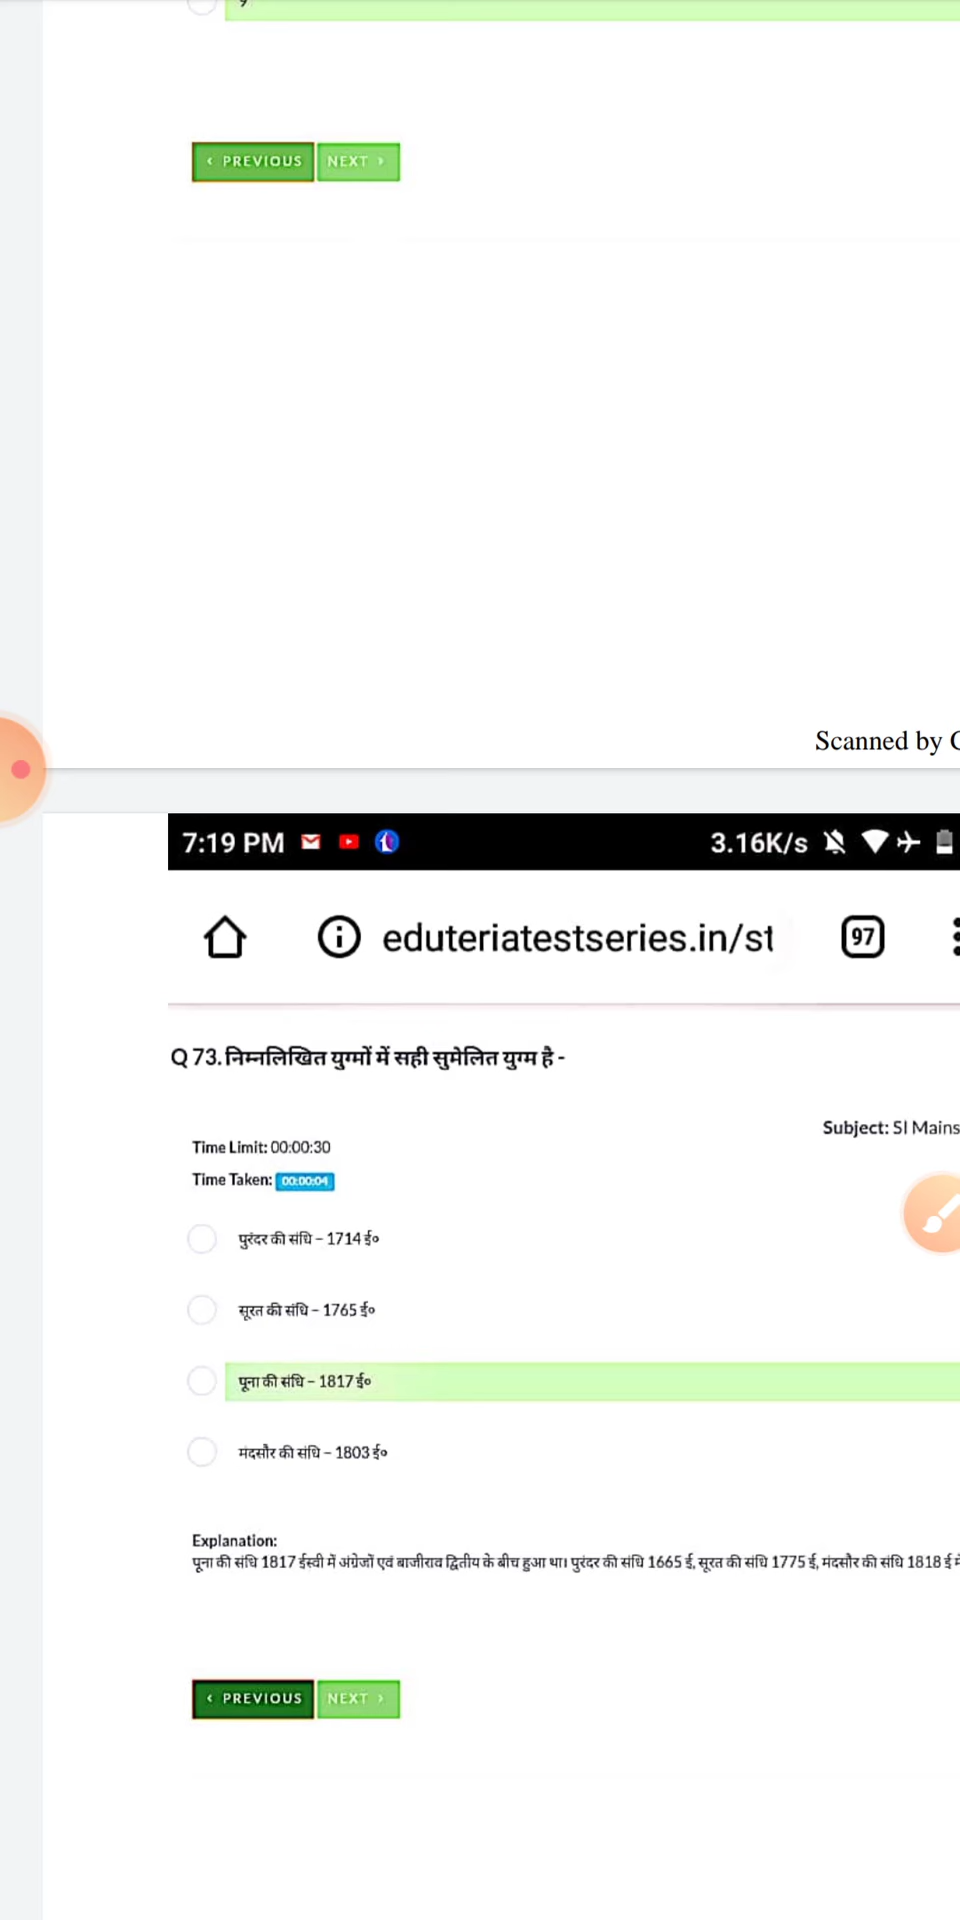 ‹ PREVIOUS NEXT ›
Scanned by
7:19 PM 3.16K/s
eduteriatestseries.in/st 97
Q 73. निम्नलिखित युग्मों में सही सुमेलित युग्म है -
Subject: SI Mains
Time Limit: 00:00:30
Time Taken: 00:00:04
पुरंदर की संधि – 1714 ई०
सूरत की संधि – 1765 ई०
पूना की संधि – 1817 ई०
मंदसौर की संधि – 1803 ई०
Explanation:
पूना की संधि 1817 ईस्वी में अंग्रेजों एवं बाजीराव द्वितीय के बीच हुआ था। पुरंदर की संधि 1665 ई, सूरत की संधि 1775 ई, मंदसौर की संधि 1818 ई
‹ PREVIOUS NEXT ›